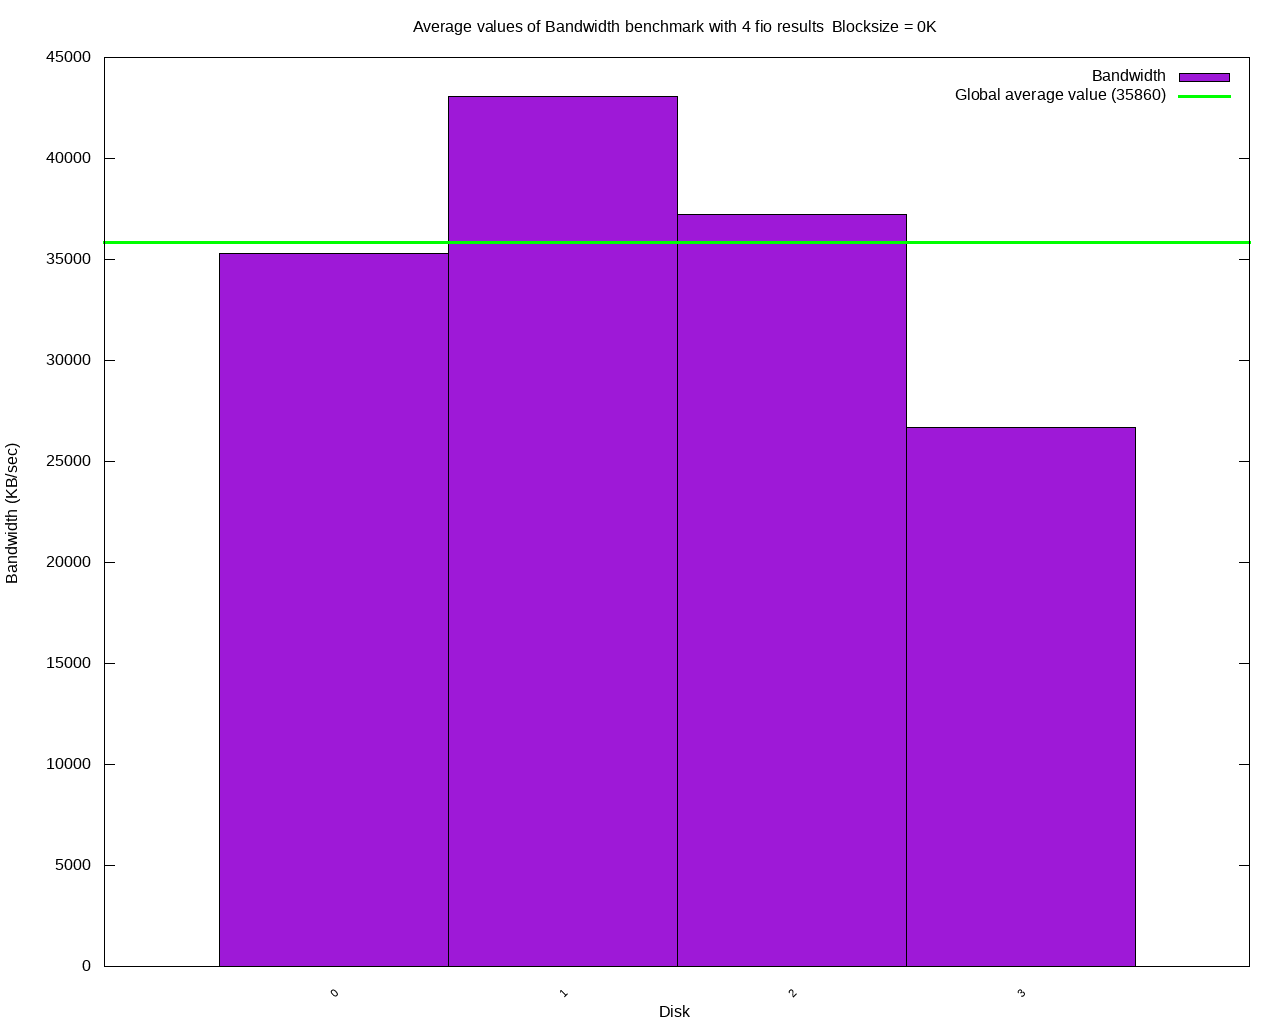 Average values of Bandwidth benchmark with 4 fio results  Blocksize = 0K
45000
40000
35000
30000
25000
20000
15000
10000
5000
0
Bandwidth (KB/sec)
Bandwidth
Global average value (35860)
0
1
2
3
Disk